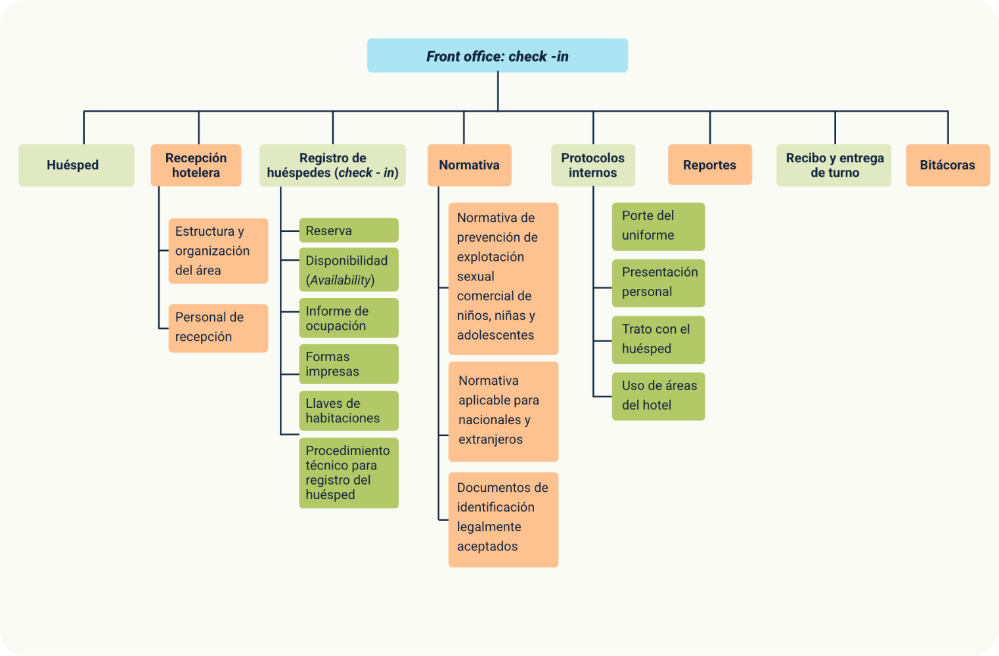 Front office: check -in
Huésped
Recepción
hotelera
Estructura y
organización
del área
Personal de
recepción
Registro de
huéspedes (check - in)
Reserva
Disponibilidad
(Availability)
Informe de
ocupación
Formas
impresas
Llaves de
habitaciones
Procedimiento
técnico para
registro del
huésped
Normativa
Normativa de
prevención de
explotación
sexual
comercial de
niños, niñas y
adolescentes
Normativa
aplicable para
nacionales y
extranjeros
Documentos de
identificación
legalmente
aceptados
Protocolos
internos
Porte del
uniforme
Presentación
personal
Trato con el
huésped
Uso de áreas
del hotel
Reportes
Recibo y entrega
de turno
Bitácoras